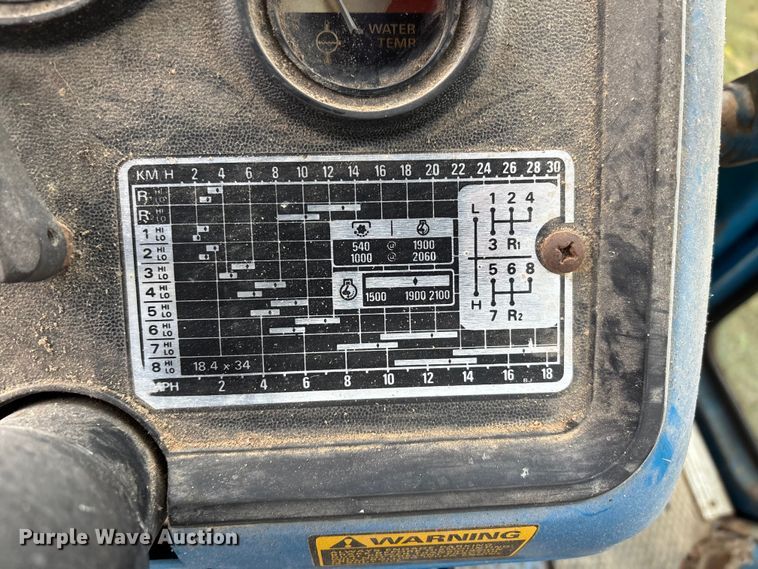 WATER
TEMP
KM H 2 4 6 8 10 12 14 16 18 20 22 24 26 28 30
R HI LO
R HI LO
1 HI LO
2 HI LO
3 HI LO
4 HI LO
5 HI LO
6 HI LO
7 HI LO
8 HI LO
540 1900
1000 2060
1500 1900 2100
1 2 4
L
3 R1
5 6 8
H
7 R2
18.4 x 34
MPH 2 4 6 8 10 12 14 16 18
WARNING
Purple Wave Auction